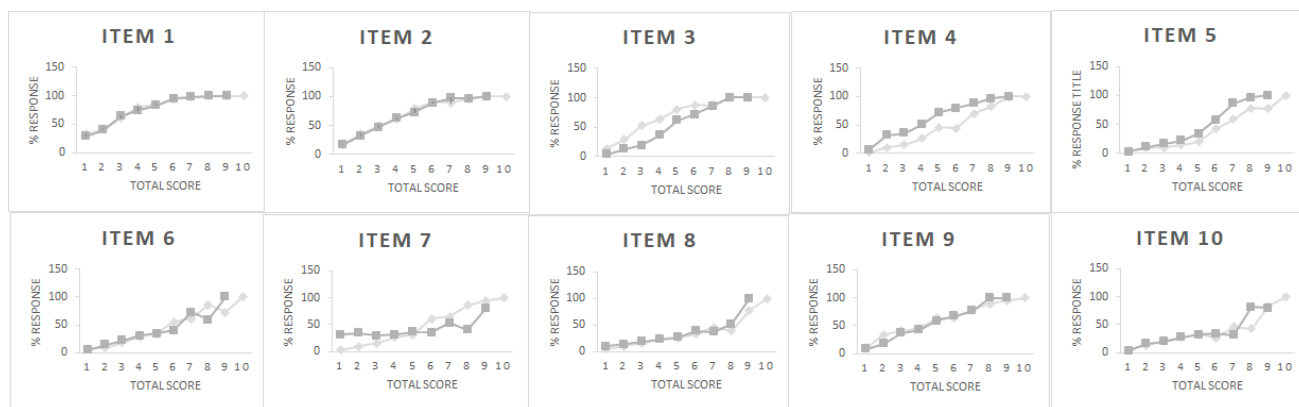 ITEM 1
150
100
50
0
% RESPONSE
1 2 3 4 5 6 7 8 9 10
TOTAL SCORE
ITEM 2
150
100
50
0
% RESPONSE
1 2 3 4 5 6 7 8 9 10
TOTAL SCORE
ITEM 3
150
100
50
0
% RESPONSE
1 2 3 4 5 6 7 8 9 10
TOTAL SCORE
ITEM 4
150
100
50
0
% RESPONSE
1 2 3 4 5 6 7 8 9 10
TOTAL SCORE
ITEM 5
150
100
50
0
% RESPONSE TITLE
1 2 3 4 5 6 7 8 9 10
TOTAL SCORE
ITEM 6
150
100
50
0
% RESPONSE
1 2 3 4 5 6 7 8 9 10
TOTAL SCORE
ITEM 7
150
100
50
0
% RESPONSE
1 2 3 4 5 6 7 8 9 10
TOTAL SCORE
ITEM 8
150
100
50
0
% RESPONSE
1 2 3 4 5 6 7 8 9 10
TOTAL SCORE
ITEM 9
150
100
50
0
% RESPONSE
1 2 3 4 5 6 7 8 9 10
TOTAL SCORE
ITEM 10
150
100
50
0
% RESPONSE
1 2 3 4 5 6 7 8 9 10
TOTAL SCORE